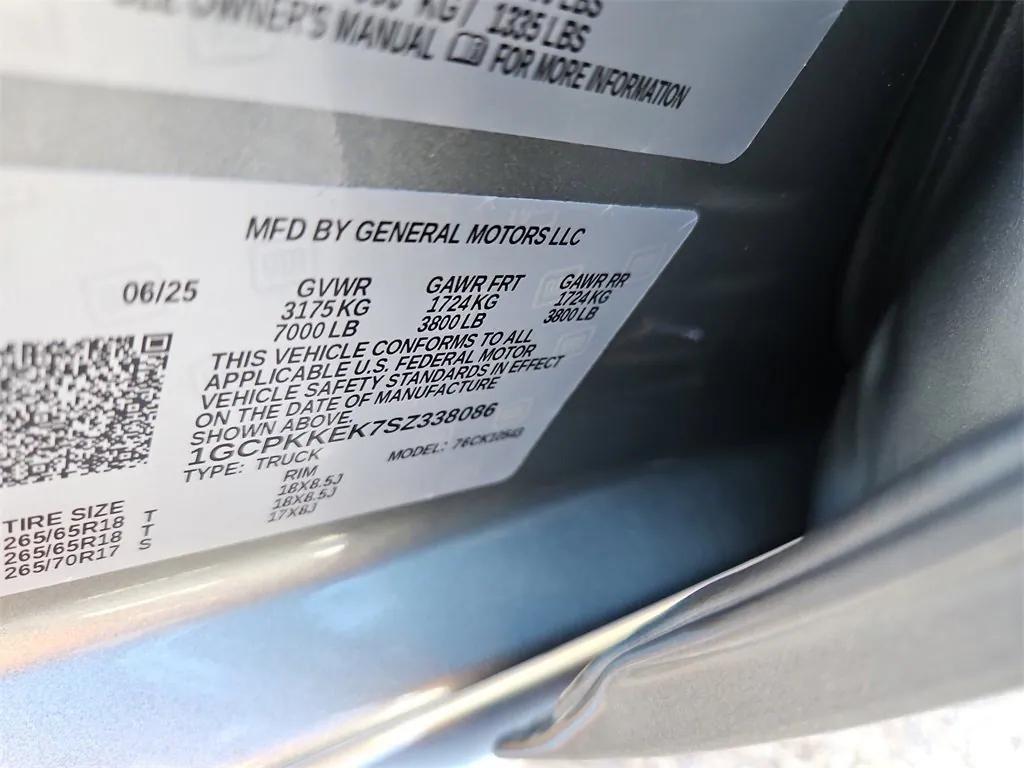 KG / 1335 LBS
OWNER'S MANUAL FOR MORE INFORMATION
MFD BY GENERAL MOTORS LLC
06/25 GVWR GAWR FRT GAWR RR
3175 KG 1724 KG 1724 KG
7000 LB 3800 LB 3800 LB
THIS VEHICLE CONFORMS TO ALL
APPLICABLE U.S. FEDERAL MOTOR
VEHICLE SAFETY STANDARDS IN EFFECT
ON THE DATE OF MANUFACTURE
SHOWN ABOVE.
1GCPKKEK7SZ338086
TYPE: TRUCK MODEL: 76CK10543
TIRE SIZE RIM
265/65R18 T 18X8.5J
265/65R18 T 18X8.5J
265/70R17 S 17X8J